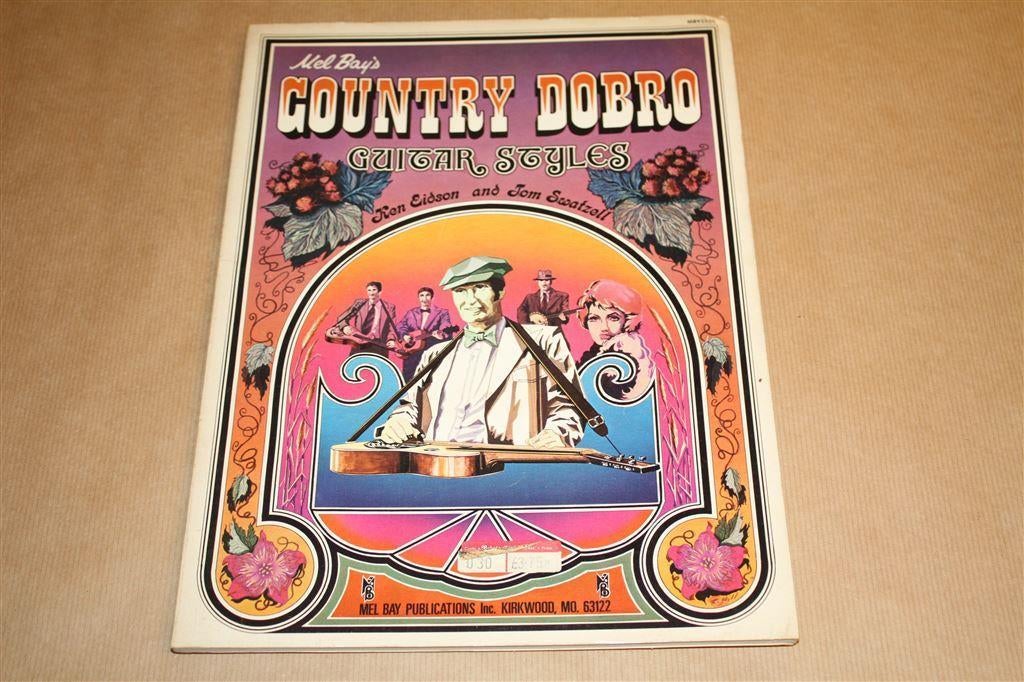 Mel Bay's
COUNTRY DOBRO
GUITAR STYLES
Ken Eidson and Tom Swatzell
MEL BAY PUBLICATIONS Inc. KIRKWOOD, MO. 63122